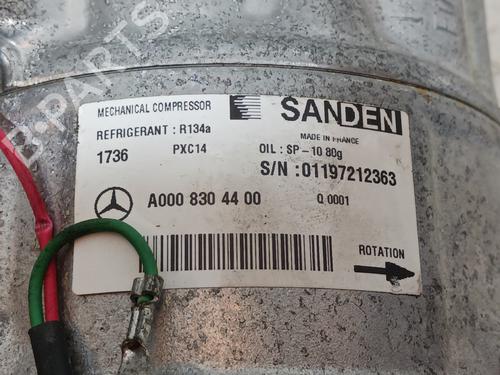 B-PARTS
MECHANICAL COMPRESSOR
SANDEN
REFRIGERANT : R134a
MADE IN FRANCE
1736 PXC14
OIL : SP-10 80g
S/N :01197212363
A000 830 44 00
Q 0001
ROTATION